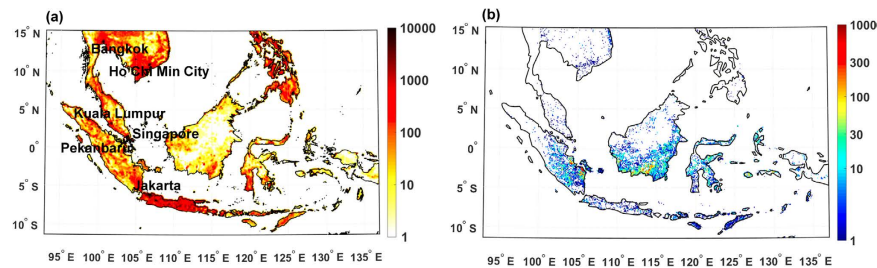 (a)
15° N
10° N
5° N
0°
5° S
10° S
Bangkok
Ho Chi Min City
Kuala Lumpur
Singapore
Pekanbaru
Jakarta
95° E 100° E 105° E 110° E 115° E 120° E 125° E 130° E 135° E
10000
1000
100
10
1
(b)
15° N
10° N
5° N
0°
5° S
10° S
95° E 100° E 105° E 110° E 115° E 120° E 125° E 130° E 135° E
1000
300
100
30
10
1